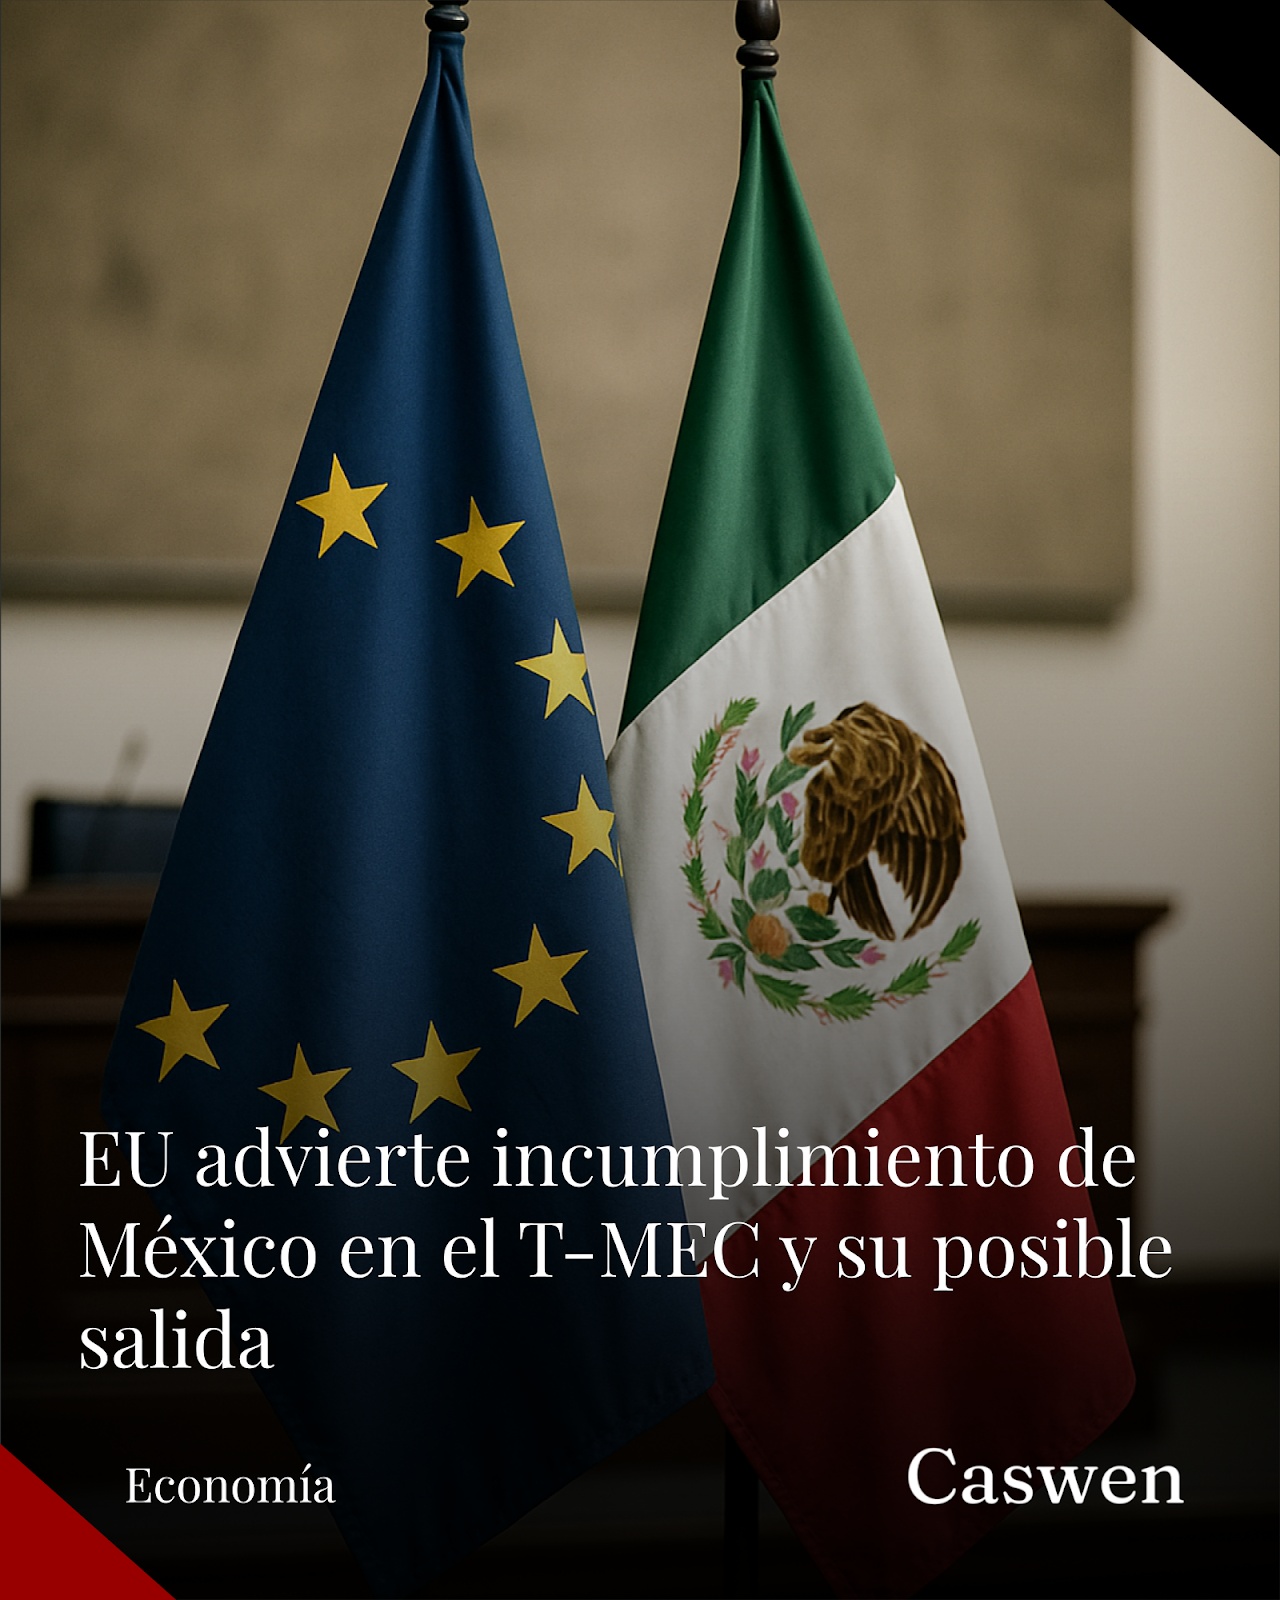 EU advierte incumplimiento de
México en el T-MEC y su posible
salida
Economía
Caswen